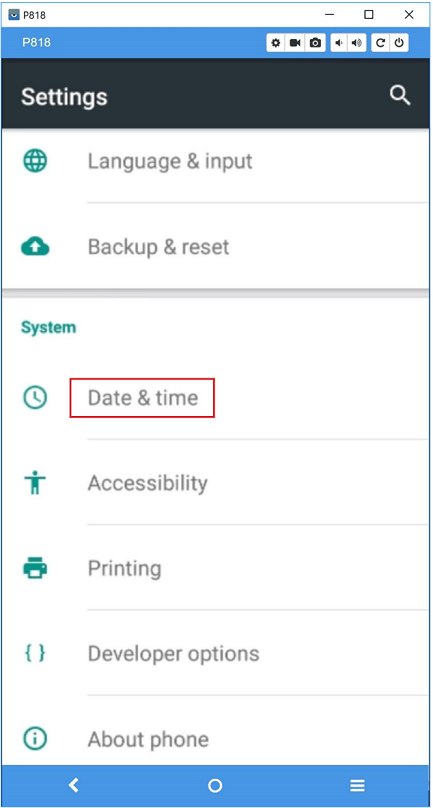 P818
P818
Settings
Language & input
Backup & reset
System
Date & time
Accessibility
Printing
{ } Developer options
About phone